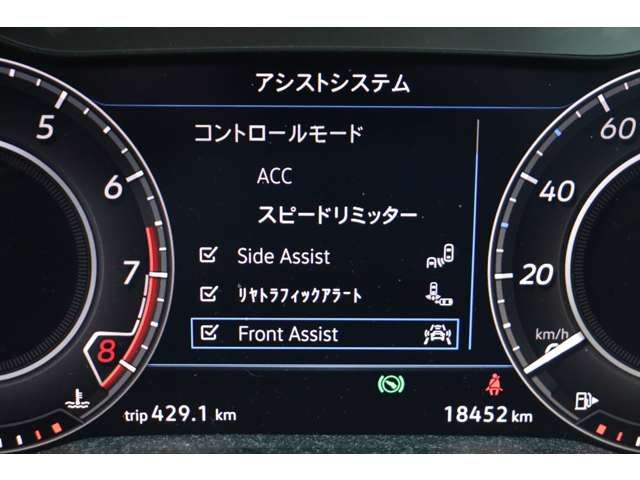 アシストシステム
コントロールモード
ACC
スピードリミッター
Side Assist
ﾘﾔﾄﾗﾌｨｯｸｱﾗｰﾄ
Front Assist
5
6
7
8
60
40
20
km/h
trip 429.1 km
18452 km